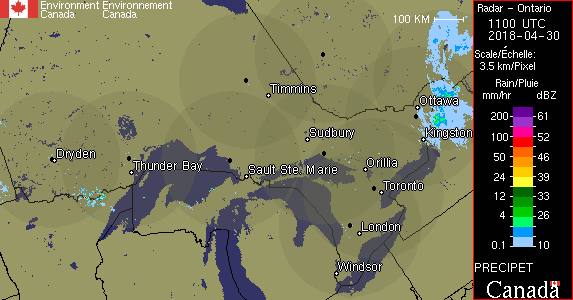 Environment Environnement
Canada Canada
100 KM
Timmins
Ottawa
Sudbury
Kingston
Dryden
Thunder Bay
Sault Ste. Marie
Orillia
Toronto
London
Windsor
Radar - Ontario
1100 UTC
2018-04-30
Scale/Échelle:
3.5 km/Pixel
Rain/Pluie
mm/hr dBZ
200 61
100 52
50 46
24 39
12 33
4 26
0.1 10
PRECIPET
Canada